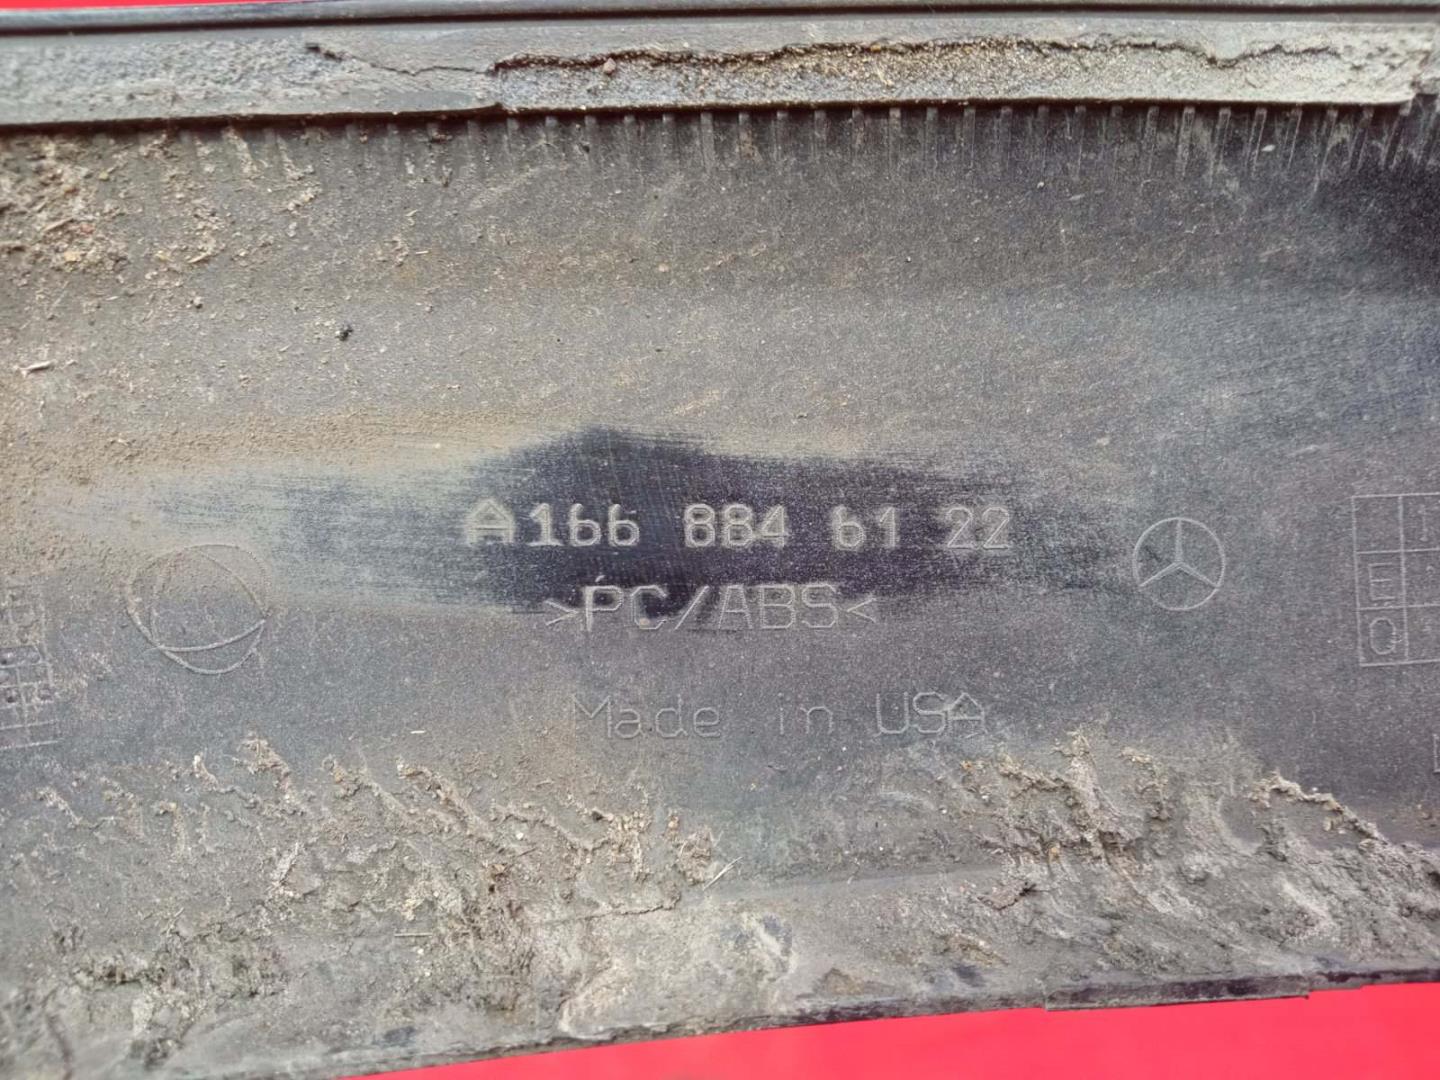 A166 884 61 22
>PC/ABS<
Made in USA